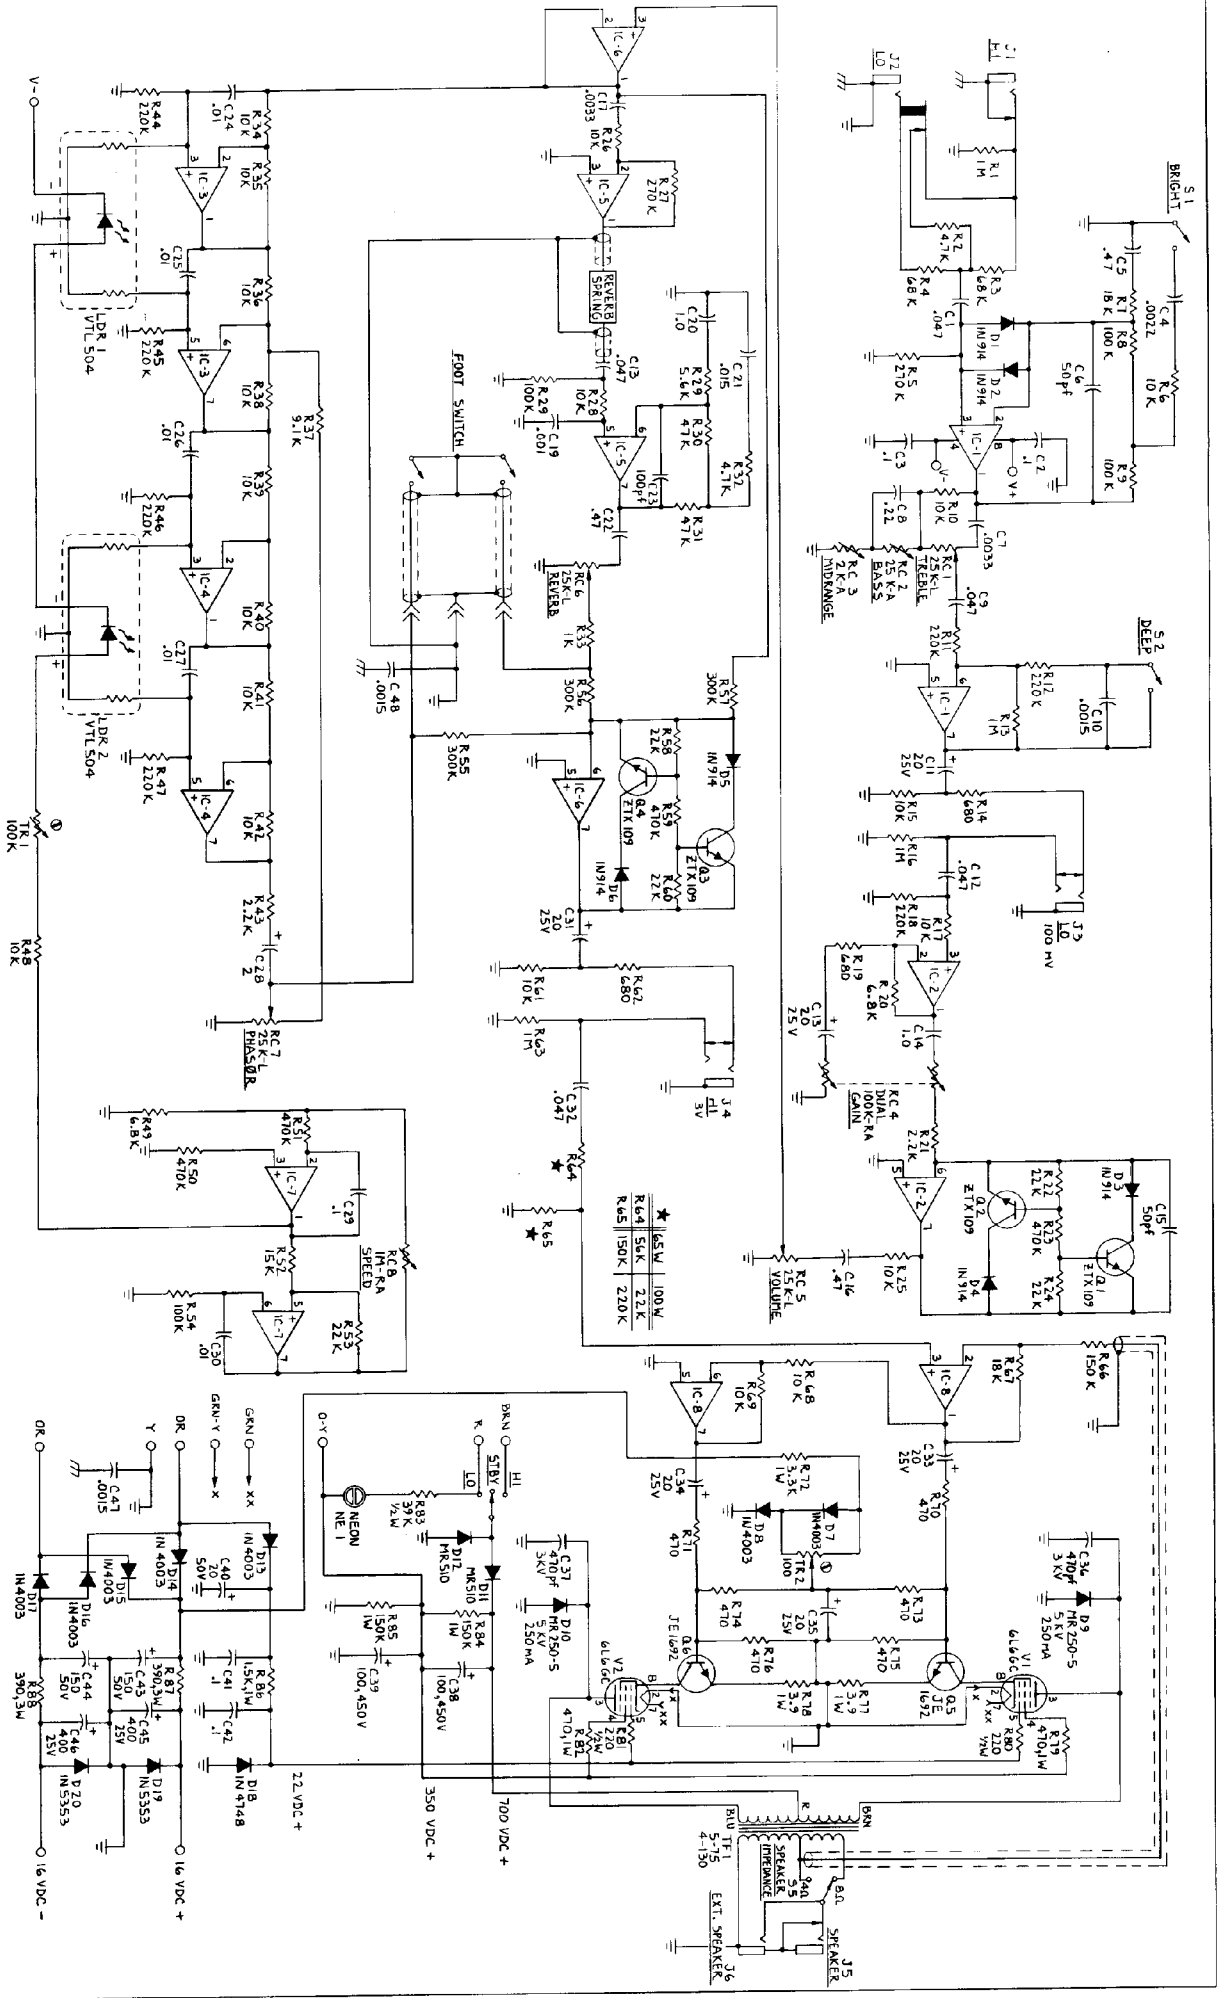 S1
BRIGHT
C4
.0022
R6
10K
C5
.47
R7
18K
R8
100K
R9
100K
J1
HI
J2
LO
R1
1M
R2
4.7K
R3
68K
R4
68K
C1
.047
D1
IN914
D2
IN914
C6
50pf
R5
270K
IC-1
C2
.1
V+
C3
.1
V-
R10
10K
C7
.0033
C8
.22
RC1
25K-L
TREBLE
RC2
25K-A
BASS
RC3
2K-A
MIDRANGE
C9
.047
R11
220K
S2
DEEP
R12
220K
C10
.0015
R13
1M
IC-1
C11
20
25V
R14
680
R15
10K
J3
LO
100 MV
R16
1M
C12
.047
R17
10K
R18
220K
IC-2
R19
680
R20
6.8K
C13
20
25V
C14
1.0
RC4
DUAL
100K-RA
GAIN
R21
2.2K
IC-2
C15
50pf
D3
IN914
Q1
ZTX109
R22
22K
R23
470K
R24
22K
Q2
ZTX109
D4
IN914
R25
10K
C16
.47
RC5
25K-L
VOLUME
IC-6
C17
.0033
R26
10K
R27
270K
IC-5
REVERB
SPRING
C13
.047
R28
10K
R29
100K
C19
.001
C20
1.0
C21
.015
R29
5.6K
R30
47K
R32
4.7K
R31
47K
C23
100pf
IC-5
C22
.47
RC6
25K-L
REVERB
R33
1K
FOOT SWITCH
C48
.0015
R56
300K
R57
300K
R55
300K
D5
IN914
Q3
ZTX109
R58
22K
R59
470K
R60
22K
Q4
ZTX109
D6
IN914
IC-6
C31
20
25V
R61
10K
R62
680
J4
HI
3V
R63
1M
C32
.047
R64
★
R65
★
★ 65W 100W
R64 56K 22K
R65 150K 220K
V-
R44
220K
C24
.01
R34
10K
R35
10K
IC-3
LDR 1
VTL504
C25
.01
R36
10K
R45
220K
IC-3
R37
9.1K
R38
10K
C26
.01
R39
10K
R46
220K
IC-4
LDR 2
VTL504
R40
10K
C27
.01
R41
10K
R47
220K
IC-4
R42
10K
R43
2.2K
C28
2
RC7
25K-L
PHASOR
TR1
100K
R48
10K
R49
6.8K
R50
470K
R51
470K
IC-7
C29
.1
RC8
1M-RA
SPEED
R52
15K
R53
22K
IC-7
R54
100K
C30
.01
R66
150K
R67
18K
IC-8
R68
10K
R69
10K
IC-8
C33
20
25V
R70
470
C34
20
25V
R71
470
R72
3.3K
1W
D7
IN4003
D8
IN4003
TR2
100
R73
470
R74
470
C35
20
25V
R75
470
R76
470
Q5
JE
1692
Q6
JE1692
R77
3.9
1W
R78
3.9
1W
C36
470pf
3KV
D9
MR250-5
5KV
250MA
C37
470pf
3KV
D10
MR250-5
5KV
250MA
V1
6L6GC
V2
6L6GC
X
XX
X
XX
R79
470,1W
R80
220
½W
R81
220
½W
R82
470,1W
BRN
R
BLU
TF1
5-75
4-130
SPEAKER
IMPEDANCE
S5
4Ω
8Ω
J5
SPEAKER
J6
EXT. SPEAKER
BRN
R
HI
STBY
LO
D11
MR510
D12
MR510
R83
39K
½W
NEON
NE1
O-Y
R84
150K
1W
R85
150K
1W
C38
100,450V
C39
100,450V
700 VDC +
350 VDC +
22 VDC +
GRN
XX
GRN-Y
X
OR
Y
OR
C47
.0015
D13
IN4003
C40
20
50V
D14
IN4003
D15
IN4003
D16
IN4003
D17
IN4003
R86
1.5K,1W
C41
.1
C42
.1
D18
IN4748
R87
390,3W
C43
150
50V
C44
150
50V
C45
400
25V
C46
400
25V
R88
390,3W
D19
IN5353
D20
IN5353
16 VDC +
16 VDC -